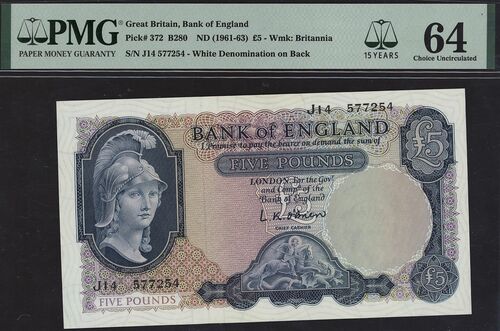 PMG
PAPER MONEY GUARANTY
Great Britain, Bank of England
Pick# 372 B280 ND (1961-63) £5 - Wmk: Britannia
S/N J14 577254 - White Denomination on Back
15 YEARS
64
Choice Uncirculated
J14 577254
BANK OF ENGLAND
I Promise to pay the bearer on demand the sum of
FIVE POUNDS
£5
LONDON, For the Govr.
and Compa. of the
Bank of England
£5
L.K. O'Brien
CHIEF CASHIER
J14 577254
FIVE POUNDS
£5